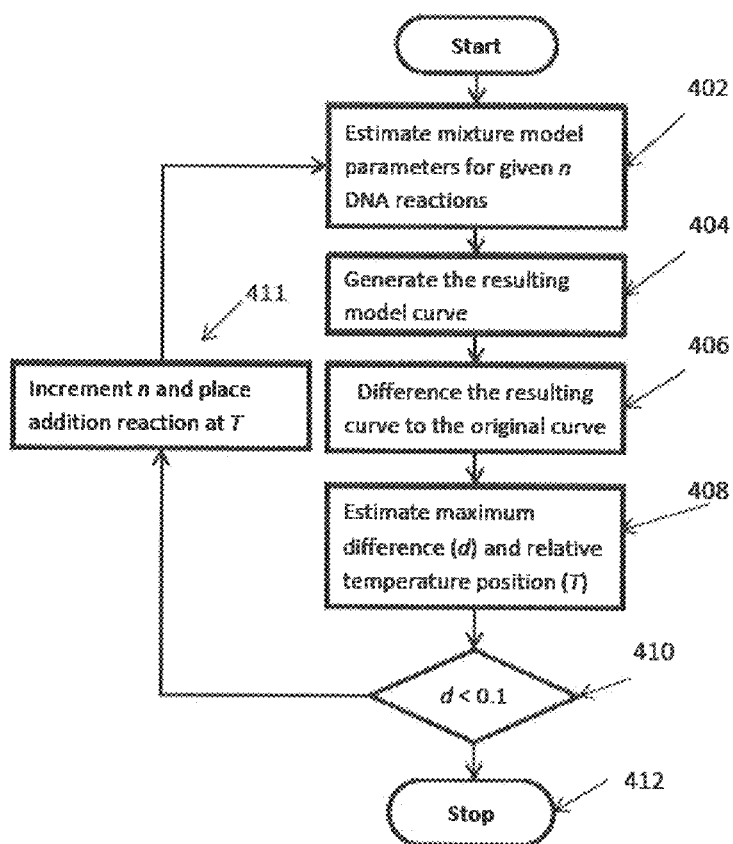 Start
402
Estimate mixture model
parameters for given n
DNA reactions
404
Generate the resulting
model curve
411
406
Increment n and place
addition reaction at T
Difference the resulting
curve to the original curve
408
Estimate maximum
difference (d) and relative
temperature position (T)
410
d < 0.1
412
Stop